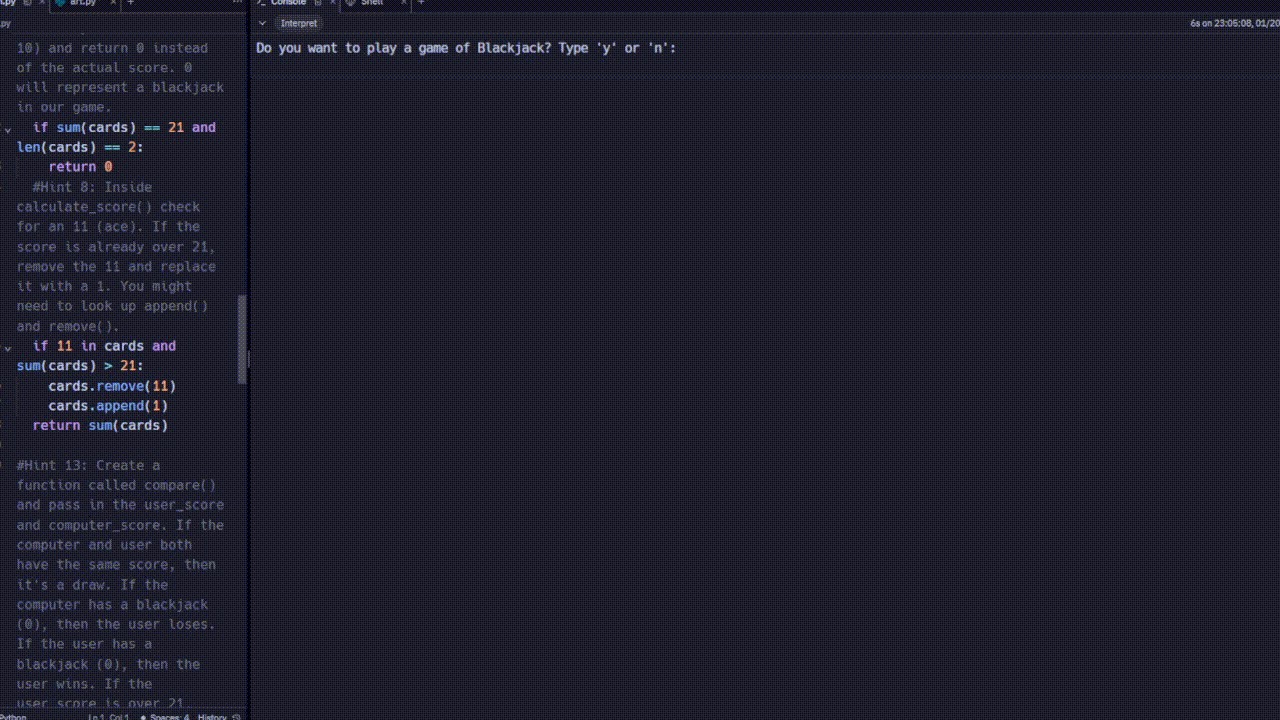 .py
art.py
Console
Shell
.py
Interpret
6s on 23:05:08, 01/20
10) and return 0 instead
of the actual score. 0
will represent a blackjack
in our game.
if sum(cards) == 21 and
len(cards) == 2:
return 0
#Hint 8: Inside
calculate_score() check
for an 11 (ace). If the
score is already over 21,
remove the 11 and replace
it with a 1. You might
need to look up append()
and remove().
if 11 in cards and
sum(cards) > 21:
cards.remove(11)
cards.append(1)
return sum(cards)
#Hint 13: Create a
function called compare()
and pass in the user_score
and computer_score. If the
computer and user both
have the same score, then
it's a draw. If the
computer has a blackjack
(0), then the user loses.
If the user has a
blackjack (0), then the
user wins. If the
user_score is over 21
Python
Ln 1, Col 1
Spaces: 4
History
Do you want to play a game of Blackjack? Type 'y' or 'n':